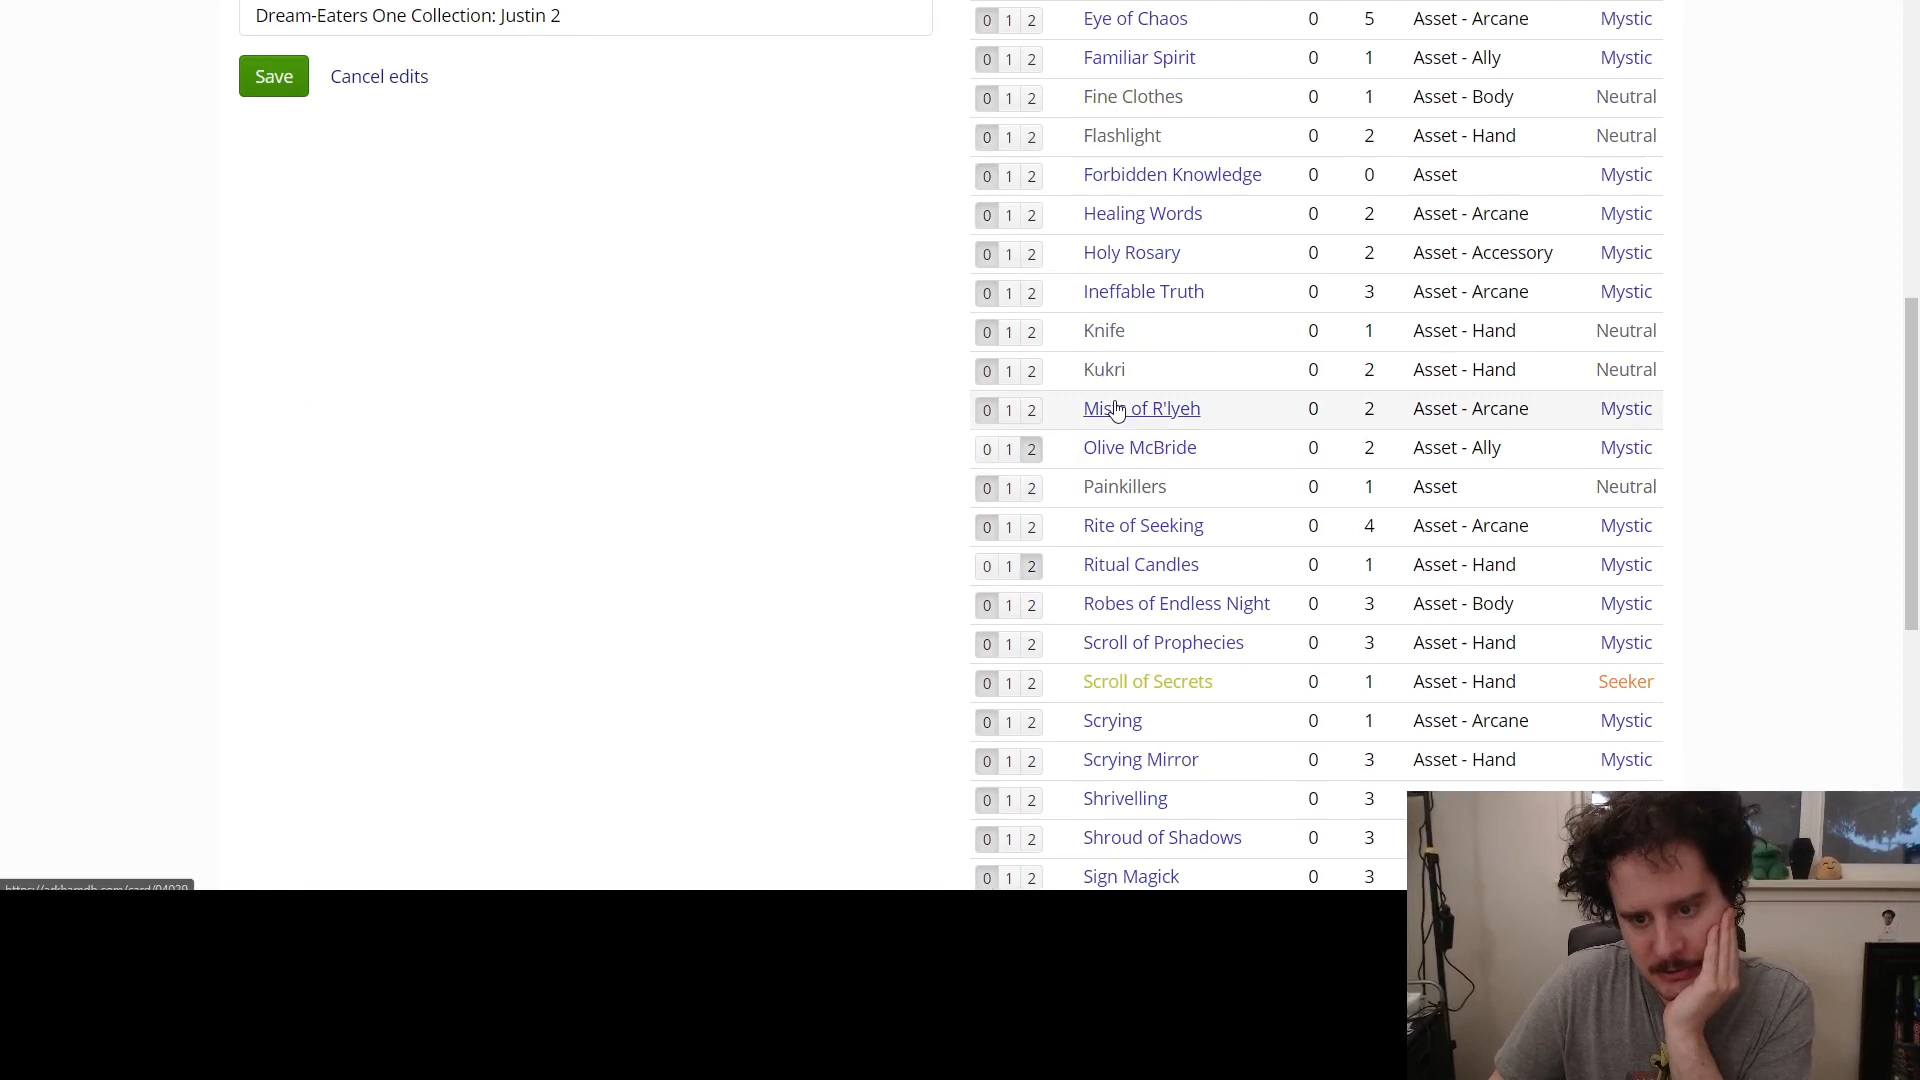 Dream-Eaters One Collection: Justin 2
Save Cancel edits
0 1 2 Eye of Chaos 0 5 Asset - Arcane Mystic
0 1 2 Familiar Spirit 0 1 Asset - Ally Mystic
0 1 2 Fine Clothes 0 1 Asset - Body Neutral
0 1 2 Flashlight 0 2 Asset - Hand Neutral
0 1 2 Forbidden Knowledge 0 0 Asset Mystic
0 1 2 Healing Words 0 2 Asset - Arcane Mystic
0 1 2 Holy Rosary 0 2 Asset - Accessory Mystic
0 1 2 Ineffable Truth 0 3 Asset - Arcane Mystic
0 1 2 Knife 0 1 Asset - Hand Neutral
0 1 2 Kukri 0 2 Asset - Hand Neutral
0 1 2 of R'lyeh 0 2 Asset - Arcane Mystic
0 1 2 Olive McBride 0 2 Asset - Ally Mystic
0 1 2 Painkillers 0 1 Asset Neutral
0 1 2 Rite of Seeking 0 4 Asset - Arcane Mystic
0 1 2 Ritual Candles 0 1 Asset - Hand Mystic
0 1 2 Robes of Endless Night 0 3 Asset - Body Mystic
0 1 2 Scroll of Prophecies 0 3 Asset - Hand Mystic
0 1 2 Scroll of Secrets 0 1 Asset - Hand Seeker
0 1 2 Scrying 0 1 Asset - Arcane Mystic
0 1 2 Scrying Mirror 0 3 Asset - Hand Mystic
0 1 2 Shrivelling 0 3
0 1 2 Shroud of Shadows 0 3
0 1 2 Sign Magick 0 3